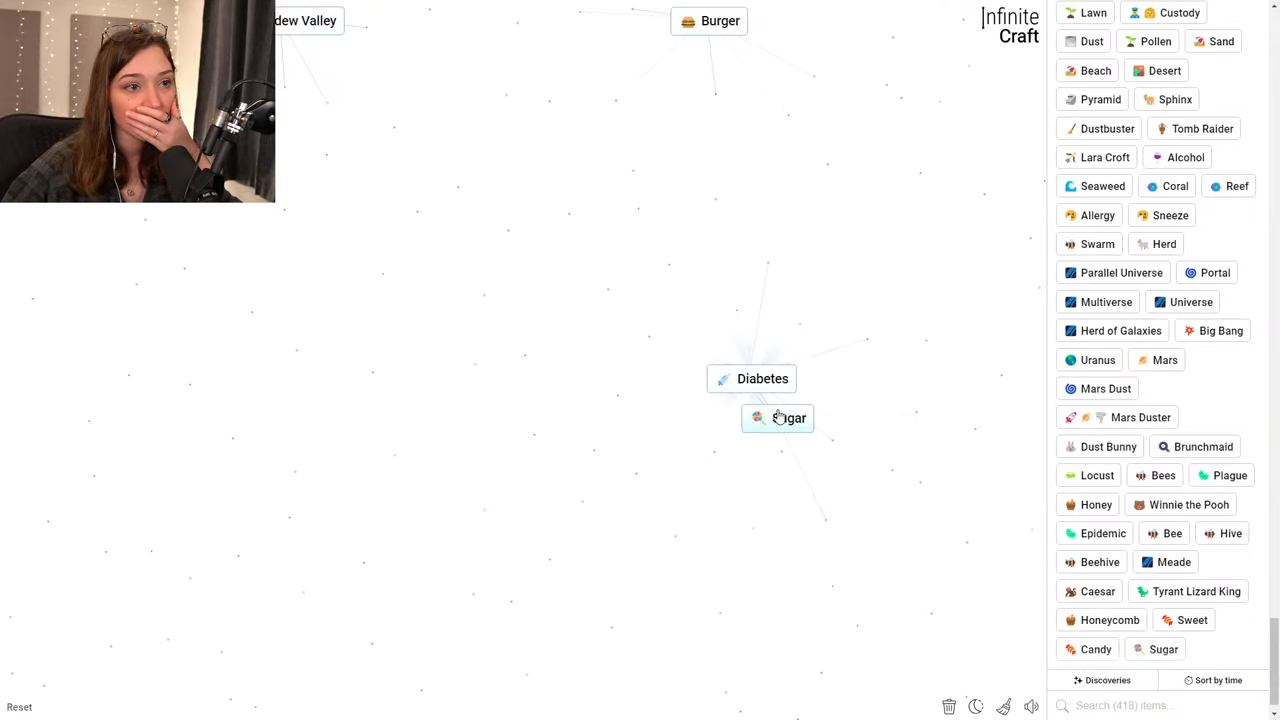 dew Valley
Burger
Infinite
Craft
Diabetes
Sugar
Lawn Custody
Dust Pollen Sand
Beach Desert
Pyramid Sphinx
Dustbuster Tomb Raider
Lara Croft Alcohol
Seaweed Coral Reef
Allergy Sneeze
Swarm Herd
Parallel Universe Portal
Multiverse Universe
Herd of Galaxies Big Bang
Uranus Mars
Mars Dust
Mars Duster
Dust Bunny Brunchmaid
Locust Bees Plague
Honey Winnie the Pooh
Epidemic Bee Hive
Beehive Meade
Caesar Tyrant Lizard King
Honeycomb Sweet
Candy Sugar
Discoveries Sort by time
Search (418) items...
Reset